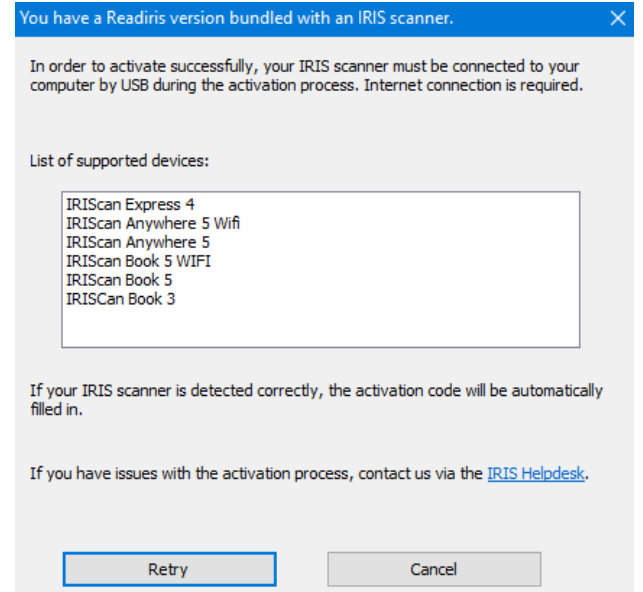 You have a Readiris version bundled with an IRIS scanner.
In order to activate successfully, your IRIS scanner must be connected to your
computer by USB during the activation process. Internet connection is required.
List of supported devices:
IRIScan Express 4
IRIScan Anywhere 5 Wifi
IRIScan Anywhere 5
IRIScan Book 5 WIFI
IRIScan Book 5
IRISCan Book 3
If your IRIS scanner is detected correctly, the activation code will be automatically
filled in.
If you have issues with the activation process, contact us via the IRIS Helpdesk.
Retry Cancel